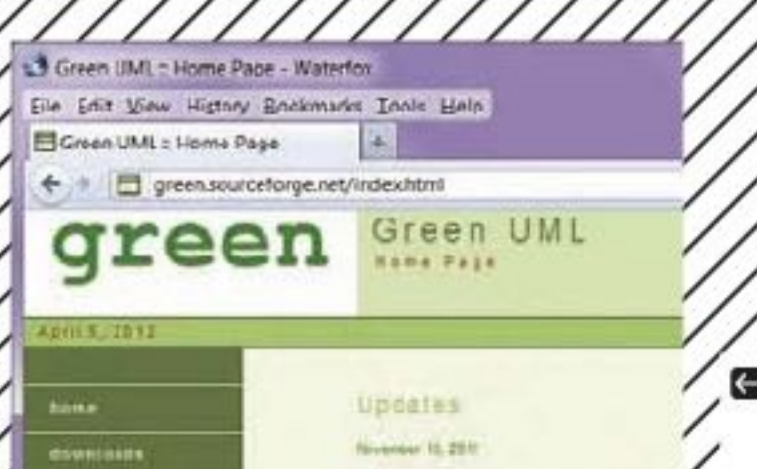 Green UML :: Home Page - Waterfox
File Edit View History Bookmarks Tools Help
Green UML :: Home Page
+
green.sourceforge.net/index.html
green
Green UML
Home Page
April 5, 2012
home
Updates
downloads
November 10, 2011